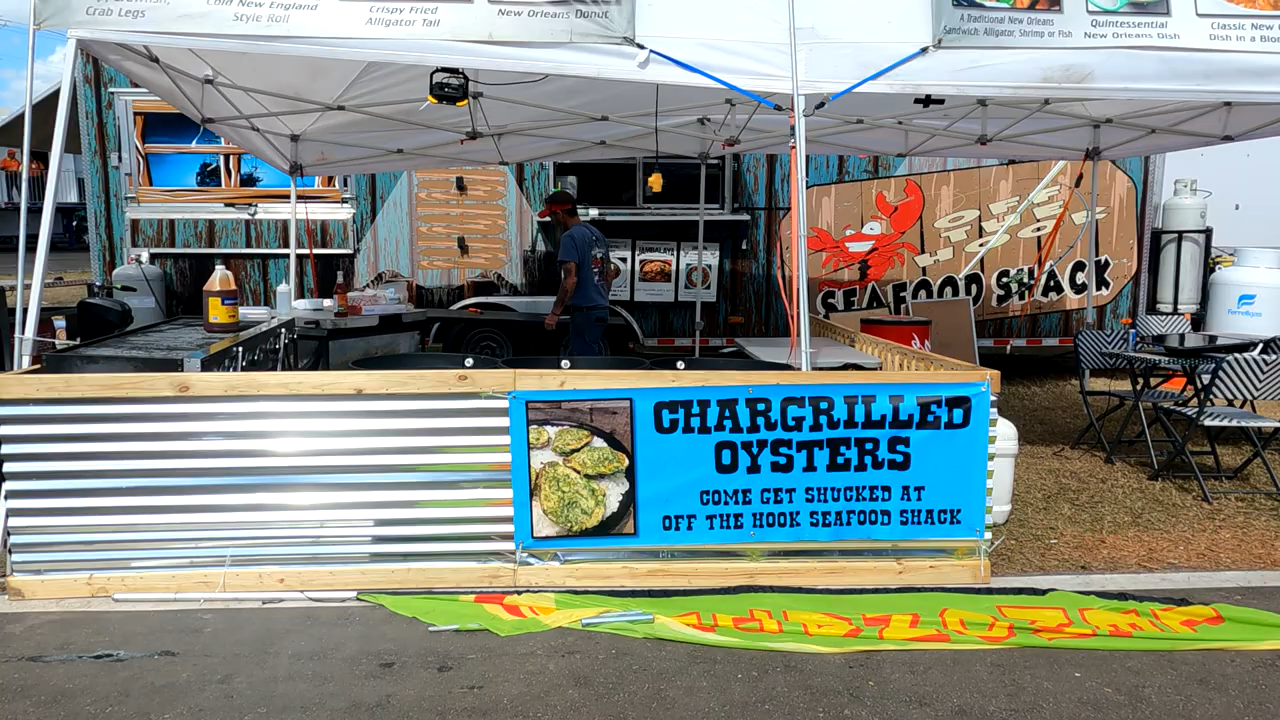 Crab Legs
Cold New England
Style Roll
Crispy Fried
Alligator Tail
New Orleans Donut
A Traditional New Orleans
Sandwich: Alligator, Shrimp or Fish
Quintessential
New Orleans Dish
Classic New
Dish in a
JAMBALAYA
OFF
THE
HOOK
SEAFOOD SHACK
Ferrellgas
CHARGRILLED
OYSTERS
COME GET SHUCKED AT
OFF THE HOOK SEAFOOD SHACK